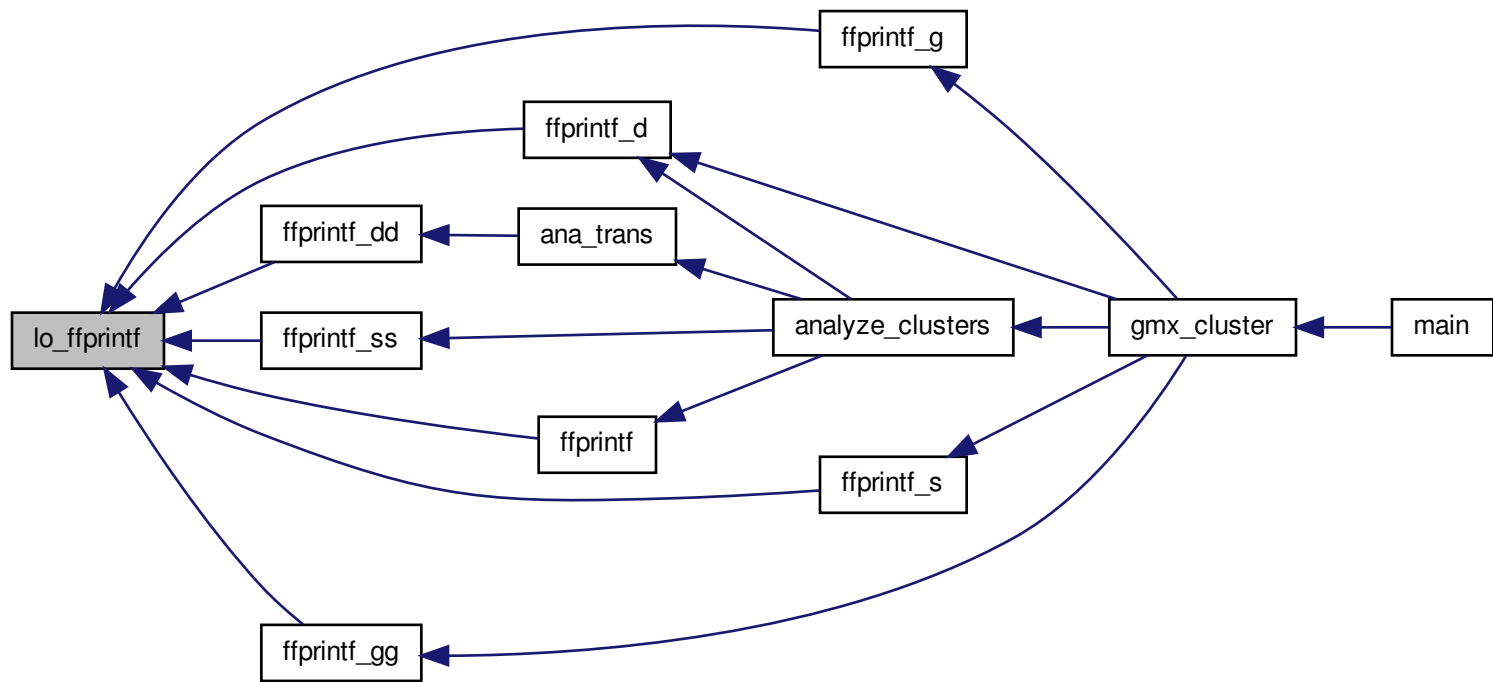 ffprintf_g
ffprintf_d
ffprintf_dd
ana_trans
lo_ffprintf
ffprintf_ss
analyze_clusters
gmx_cluster
main
ffprintf
ffprintf_s
ffprintf_gg